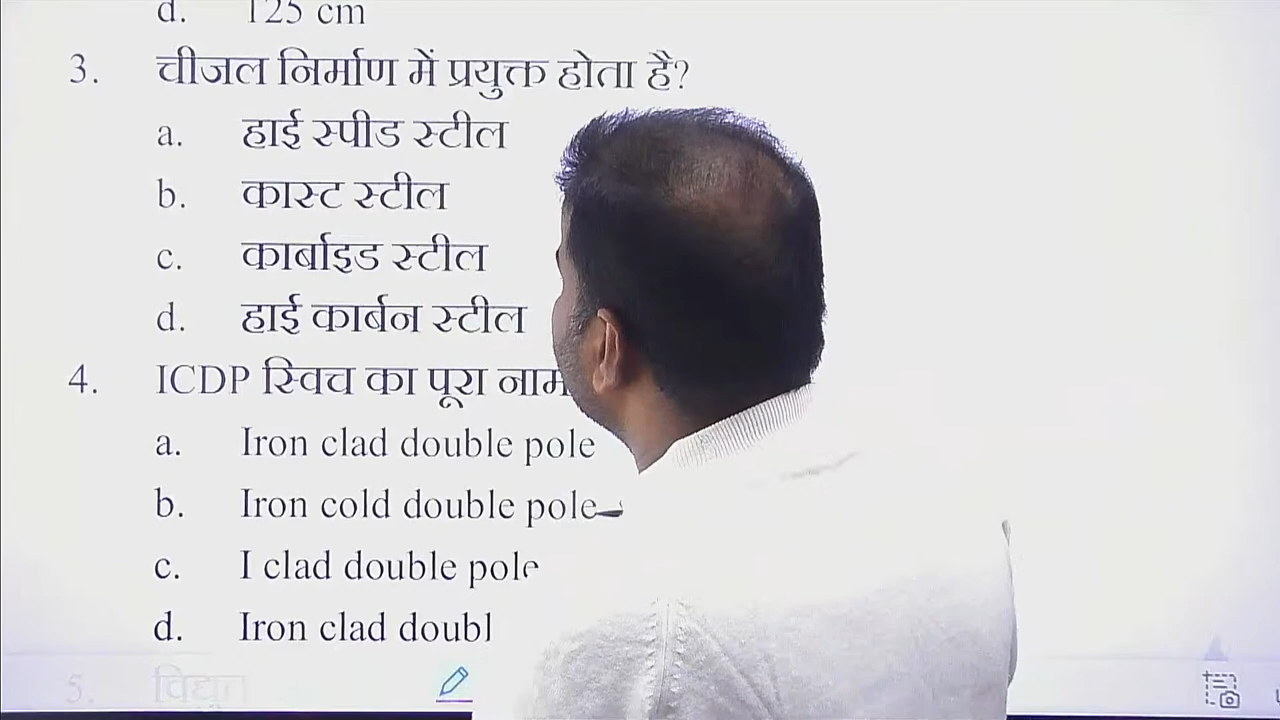 d. 125 cm
3. चीजल निर्माण में प्रयुक्त होता है?
a. हाई स्पीड स्टील
b. कास्ट स्टील
c. कार्बाइड स्टील
d. हाई कार्बन स्टील
4. ICDP स्विच का पूरा नाम
a. Iron clad double pole
b. Iron cold double pole
c. I clad double pole
d. Iron clad
5. विद्युत